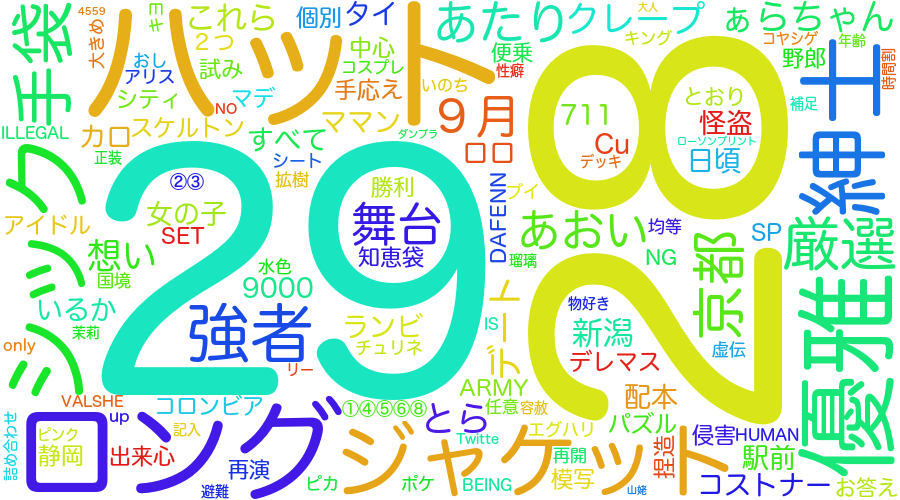 手袋
キヨ
4559
大きめ
ハット
これら
個別
タイ
あたり
クレープ
大人
ぁらちゃん
コヤシゲ
年齢
キング
野郎
紳士
時間割
補足
おし
アリス
シティ
2つ
試み
中心
コスプレ
手応え
便乗
性癖
いのち
NO
マデ
ILLEGAL
カロ
正装
スケルトン
すべて
ママン
ダンプラ
9月
28
711
とおり
Cu
デッキ
怪盗
ローソンプリント
日頃
シック
②③
シート
拡樹
29
勝利
舞台
知恵袋
DAFENN
プイ
あおい
均等
SP
厳選
アイドル
女の子
SET
想い
国境
水色
9000
瑠璃
NG
京都
優雅
いるか
茉莉
強者
リー
ランビ
チュリネ
IS
デート
物好き
新潟
デレマス
虚伝
only
VALSHE
up
コロンビア
①④⑤⑥⑧
とら
ARMY
任意
容赦
配本
パズル
侵害
HUMAN
詰め合わせ
ロング
ピンク
静岡
出来心
記入
再演
避難
ピカ
ジャケット
ポケ
Twitte
BEING
エグハリ
再開
模写
山姥
捏造
駅前
コストナー
お答え